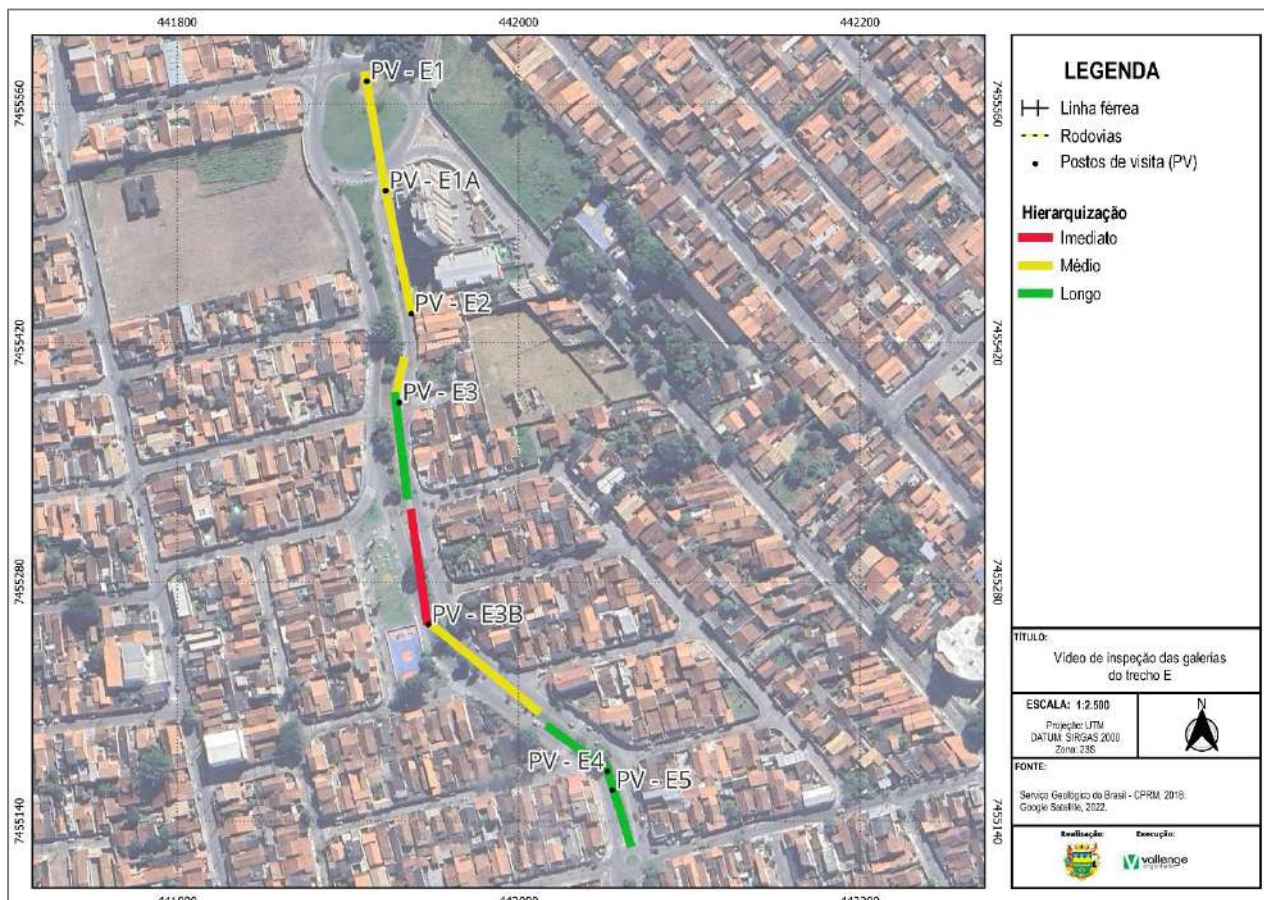 441800
442000
442200
7455560
7455420
7455280
7455140
PV - E1
PV - E1A
PV - E2
PV - E3
PV - E3B
PV - E4
PV - E5
7455560
7455420
7455280
7455140
441800
442000
442200
LEGENDA
Linha férrea
Rodovias
Postos de visita (PV)
Hierarquização
Imediato
Médio
Longo
TÍTULO:
Vídeo de inspeção das galerias
do trecho E
ESCALA: 1:2.500
Projeção: UTM
DATUM: SIRGAS 2000
Zona: 23S
N
FONTE:
Serviço Geológico do Brasil - CPRM, 2018.
Google Satellite, 2022.
Realização:
Execução:
vallenge